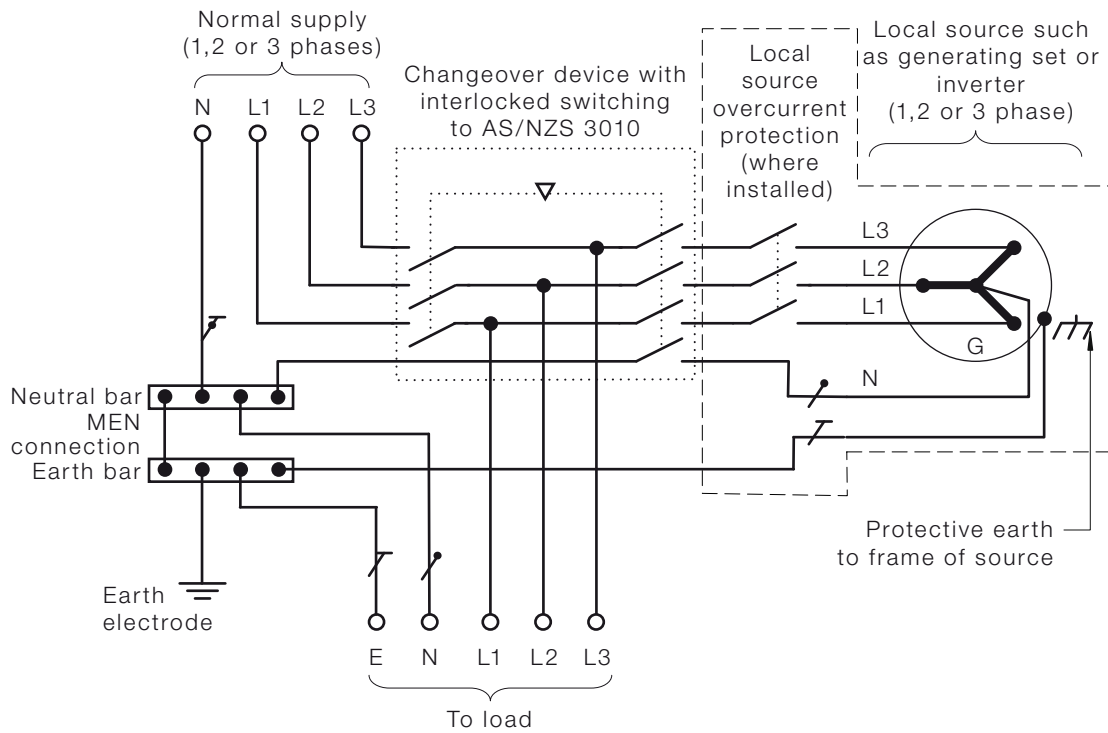 Normal supply
(1,2 or 3 phases)
N L1 L2 L3
Changeover device with
interlocked switching
to AS/NZS 3010
Local
source
overcurrent
protection
(where
installed)
Local source such
as generating set or
inverter
(1,2 or 3 phase)
L3
L2
L1
G
N
Neutral bar
MEN
connection
Earth bar
Earth
electrode
Protective earth
to frame of source
E N L1 L2 L3
To load